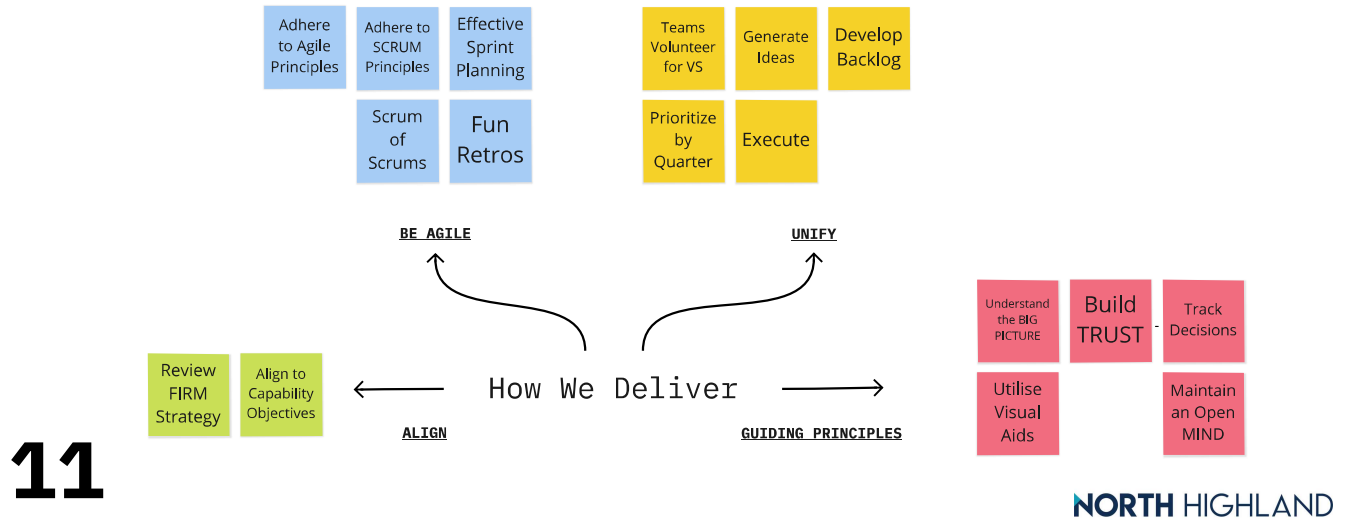 Adhere
to Agile
Principles
Adhere to
SCRUM
Principles
Effective
Sprint
Planning
Scrum
of
Scrums
Fun
Retros
Teams
Volunteer
for VS
Generate
Ideas
Develop
Backlog
Prioritize
by
Quarter
Execute
BE AGILE
UNIFY
Understand
the BIG
PICTURE
Build
TRUST
-
Track
Decisions
Utilise
Visual
Aids
Maintain
an Open
MIND
Review
FIRM
Strategy
Align to
Capability
Objectives
How We Deliver
ALIGN
GUIDING PRINCIPLES
11
NORTH HIGHLAND